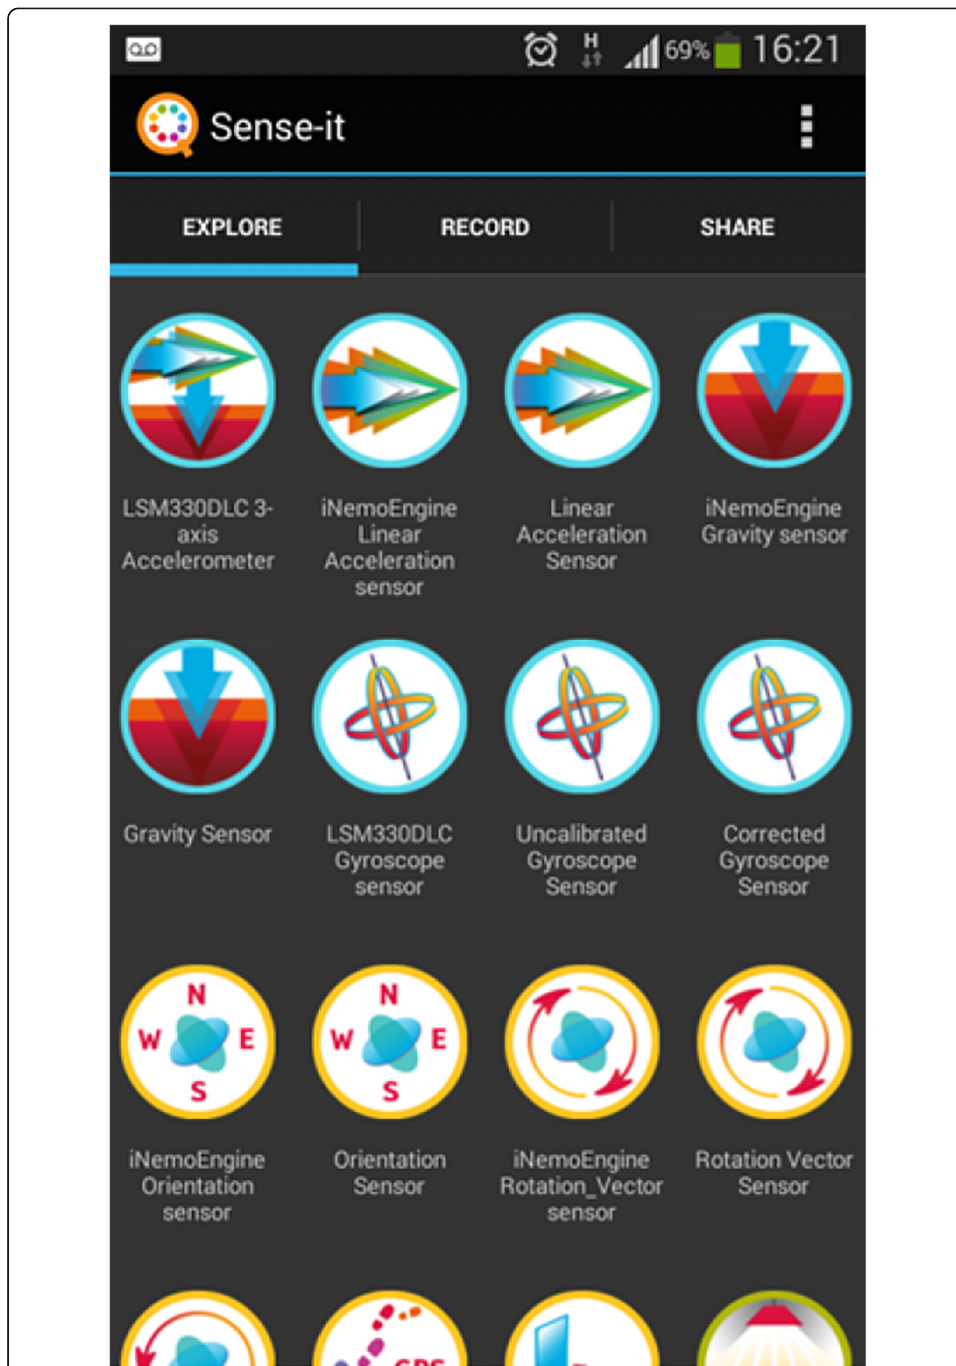 H
69%
16:21
Sense-it
EXPLORE
RECORD
SHARE
LSM330DLC 3-
axis
Accelerometer
iNemoEngine
Linear
Acceleration
sensor
Linear
Acceleration
Sensor
iNemoEngine
Gravity sensor
Gravity Sensor
LSM330DLC
Gyroscope
sensor
Uncalibrated
Gyroscope
Sensor
Corrected
Gyroscope
Sensor
N
W E
S
iNemoEngine
Orientation
sensor
N
W E
S
Orientation
Sensor
iNemoEngine
Rotation_Vector
sensor
Rotation Vector
Sensor
GPS